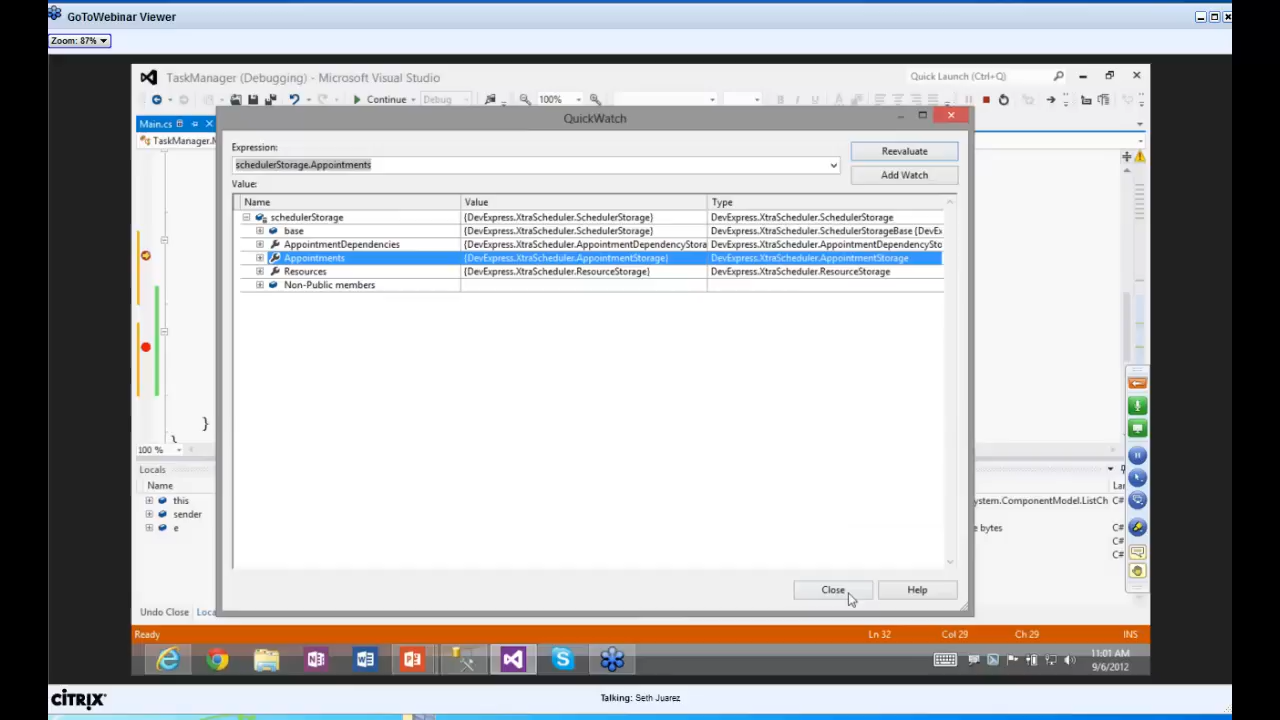 GoToWebinar Viewer
Zoom: 87%
TaskManager (Debugging) - Microsoft Visual Studio
Quick Launch (Ctrl+Q)
Continue
Debug
100%
Main.cs
QuickWatch
TaskManager.M
Expression:
schedulerStorage.Appointments
Reevaluate
Add Watch
Value:
Name Value Type
schedulerStorage {DevExpress.XtraScheduler.SchedulerStorage} DevExpress.XtraScheduler.SchedulerStorage
base {DevExpress.XtraScheduler.SchedulerStorage} DevExpress.XtraScheduler.SchedulerStorageBase {DevEx
AppointmentDependencies {DevExpress.XtraScheduler.AppointmentDependencyStora DevExpress.XtraScheduler.AppointmentDependencySto
Appointments {DevExpress.XtraScheduler.AppointmentStorage} DevExpress.XtraScheduler.AppointmentStorage
Resources {DevExpress.XtraScheduler.ResourceStorage} DevExpress.XtraScheduler.ResourceStorage
Non-Public members
}
}
100 %
Locals
Name
Lar
this
ystem.ComponentModel.ListCh C#
sender
e
e bytes C#
C#
Close
Help
Undo Close
Loca
Ready
Ln 32
Col 29
Ch 29
INS
11:01 AM
9/6/2012
CITRIX
Talking: Seth Juarez